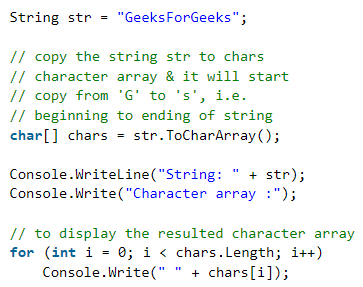 String str = "GeeksForGeeks";
// copy the string str to chars
// character array & it will start
// copy from 'G' to 's', i.e.
// beginning to ending of string
char[] chars = str.ToCharArray();
Console.WriteLine("String: " + str);
Console.Write("Character array :");
// to display the resulted character array
for (int i = 0; i < chars.Length; i++)
    Console.Write(" " + chars[i]);